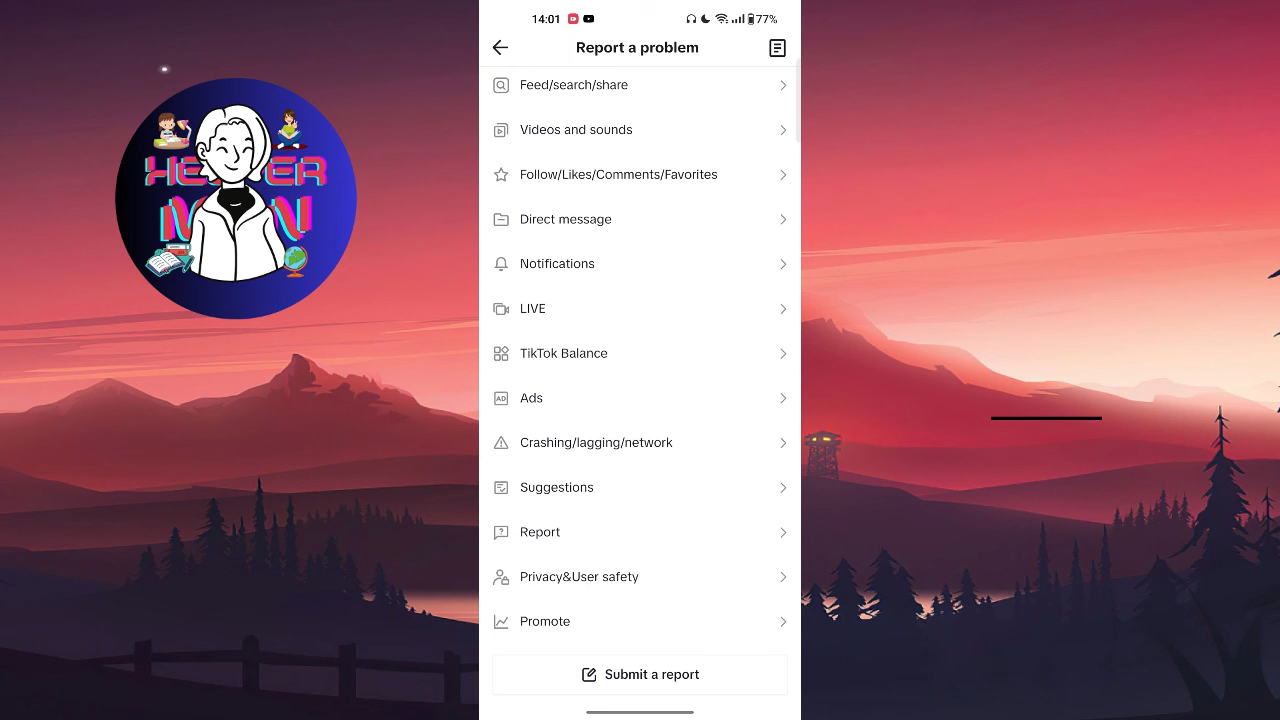 14:01
77%
Report a problem
Feed/search/share
Videos and sounds
Follow/Likes/Comments/Favorites
Direct message
Notifications
LIVE
TikTok Balance
AD
Ads
Crashing/lagging/network
Suggestions
Report
Privacy&User safety
Promote
Submit a report